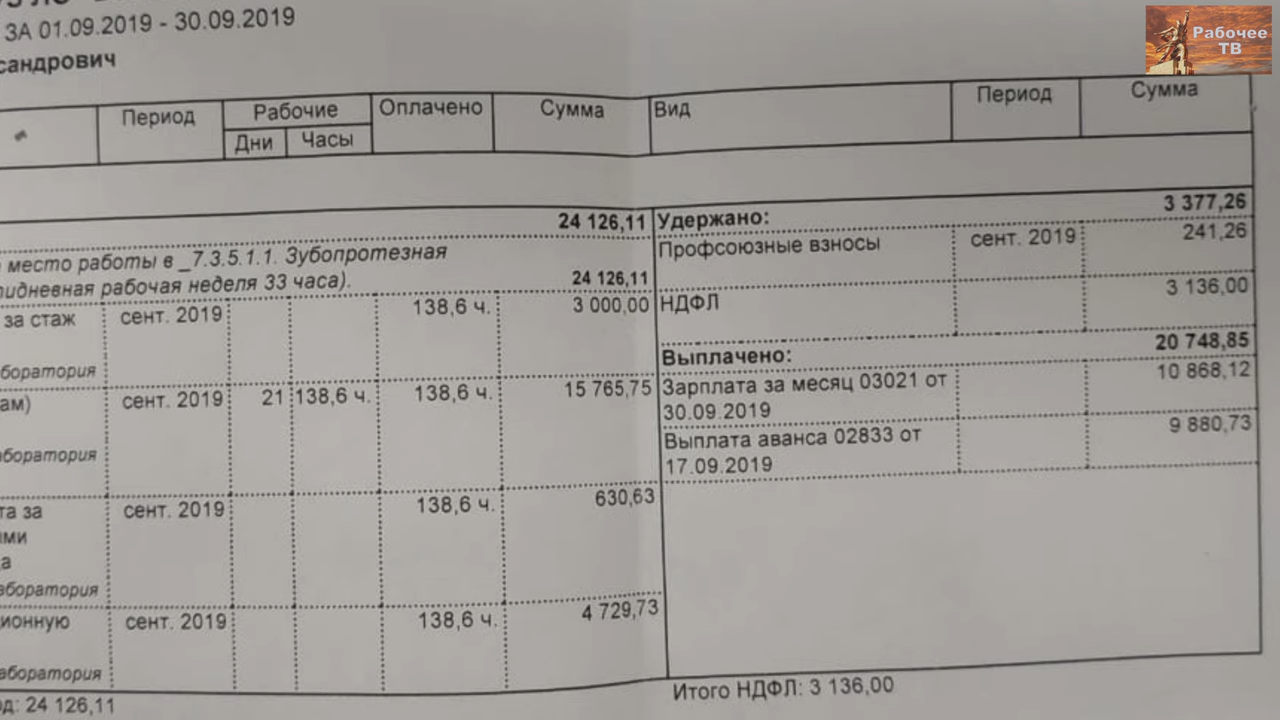 ЗА 01.09.2019 - 30.09.2019
сандрович
Рабочее
ТВ
Период Рабочие Оплачено Сумма Вид Период Сумма
Дни Часы
24 126,11 Удержано: 3 377,26
место работы в _7.3.5.1.1. Зубопротезная Профсоюзные взносы сент. 2019 241,26
тидневная рабочая неделя 33 часа). 24 126,11
за стаж сент. 2019 138,6 ч. 3 000,00 НДФЛ 3 136,00
Выплачено: 20 748,85
боратория
ам) сент. 2019 21 138,6 ч. 138,6 ч. 15 765,75 Зарплата за месяц 03021 от 10 868,12
30.09.2019
аборатория Выплата аванса 02833 от 9 880,73
17.09.2019
та за сент. 2019 138,6 ч. 630,63
ими
а
аборатория
ционную сент. 2019 138,6 ч. 4 729,73
аборатория
од: 24 126,11 Итого НДФЛ: 3 136,00